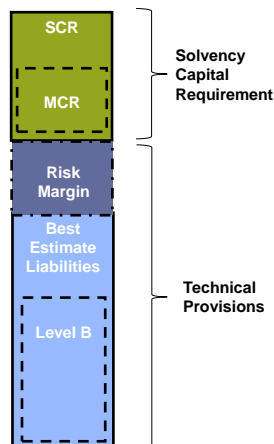 SCR
MCR
Solvency
Capital
Requirement
Risk
Margin
Best
Estimate
Liabilities
Level B
Technical
Provisions